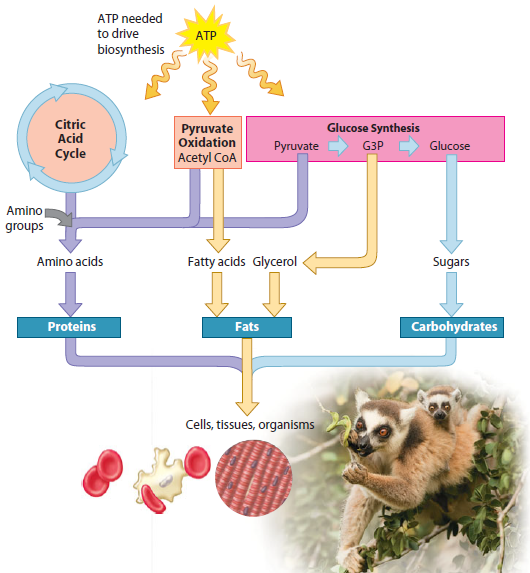 ATP needed
to drive
biosynthesis
ATP
Citric
Acid
Cycle
Pyruvate
Oxidation
Acetyl CoA
Glucose Synthesis
Pyruvate G3P Glucose
Amino
groups
Amino acids Fatty acids Glycerol Sugars
Proteins Fats Carbohydrates
Cells, tissues, organisms